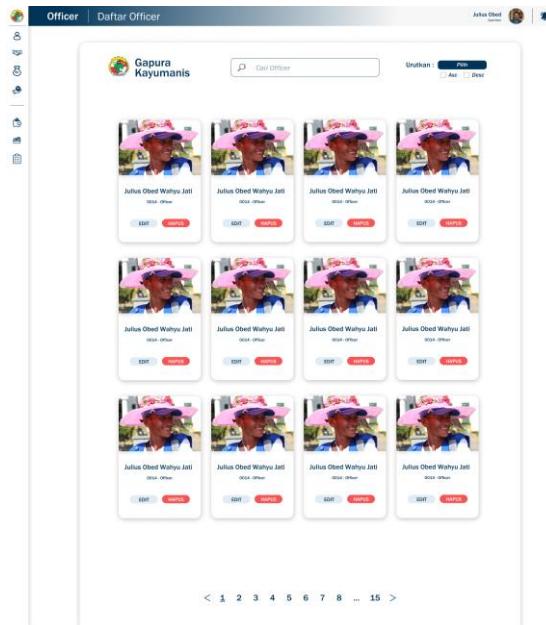 Officer Daftar Officer
Julius Obed
Gapura
Kayumanis
Cari Officer
Urutkan :
Pilih
Asc Desc
Julius Obed Wahyu Jati Julius Obed Wahyu Jati Julius Obed Wahyu Jati Julius Obed Wahyu Jati
0014 - Officer 0014 - Officer 0014 - Officer 0014 - Officer
EDIT HAPUS EDIT HAPUS EDIT HAPUS EDIT HAPUS
Julius Obed Wahyu Jati Julius Obed Wahyu Jati Julius Obed Wahyu Jati Julius Obed Wahyu Jati
0014 - Officer 0014 - Officer 0014 - Officer 0014 - Officer
EDIT HAPUS EDIT HAPUS EDIT HAPUS EDIT HAPUS
Julius Obed Wahyu Jati Julius Obed Wahyu Jati Julius Obed Wahyu Jati Julius Obed Wahyu Jati
0014 - Officer 0014 - Officer 0014 - Officer 0014 - Officer
EDIT HAPUS EDIT HAPUS EDIT HAPUS EDIT HAPUS
< 1 2 3 4 5 6 7 8 ... 15 >